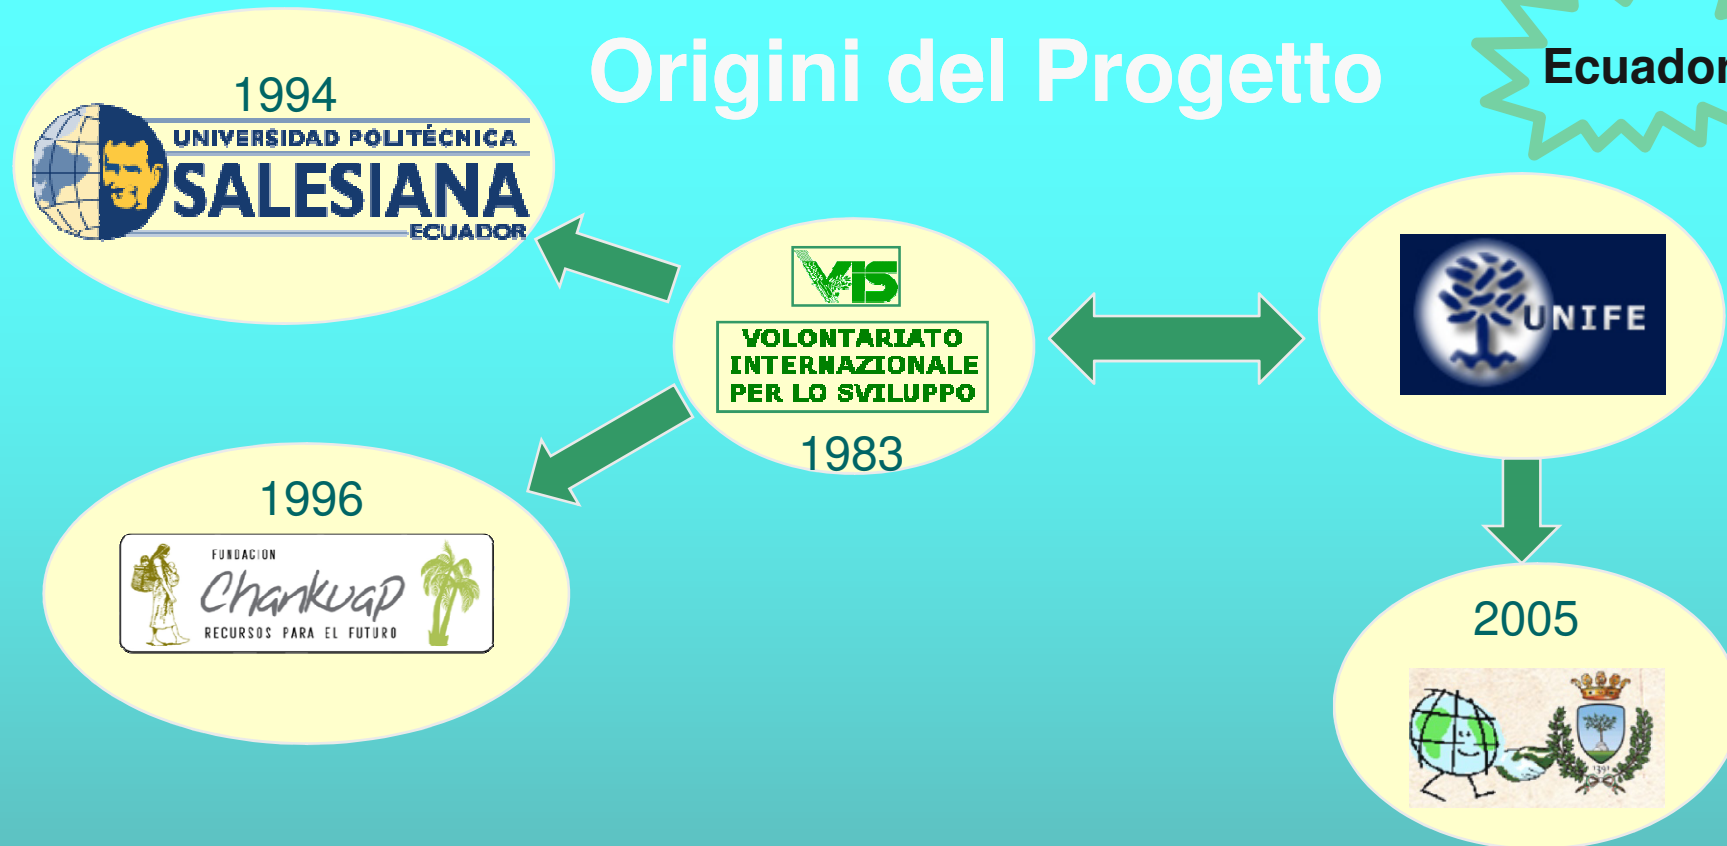 Origini del Progetto
Ecuador
1994
UNIVERSIDAD POLITÉCNICA
SALESIANA
ECUADOR
VIS
VOLONTARIATO
INTERNAZIONALE
PER LO SVILUPPO
1983
UNIFE
1996
FUNDACION
Chankuap
RECURSOS PARA EL FUTURO
2005
1391